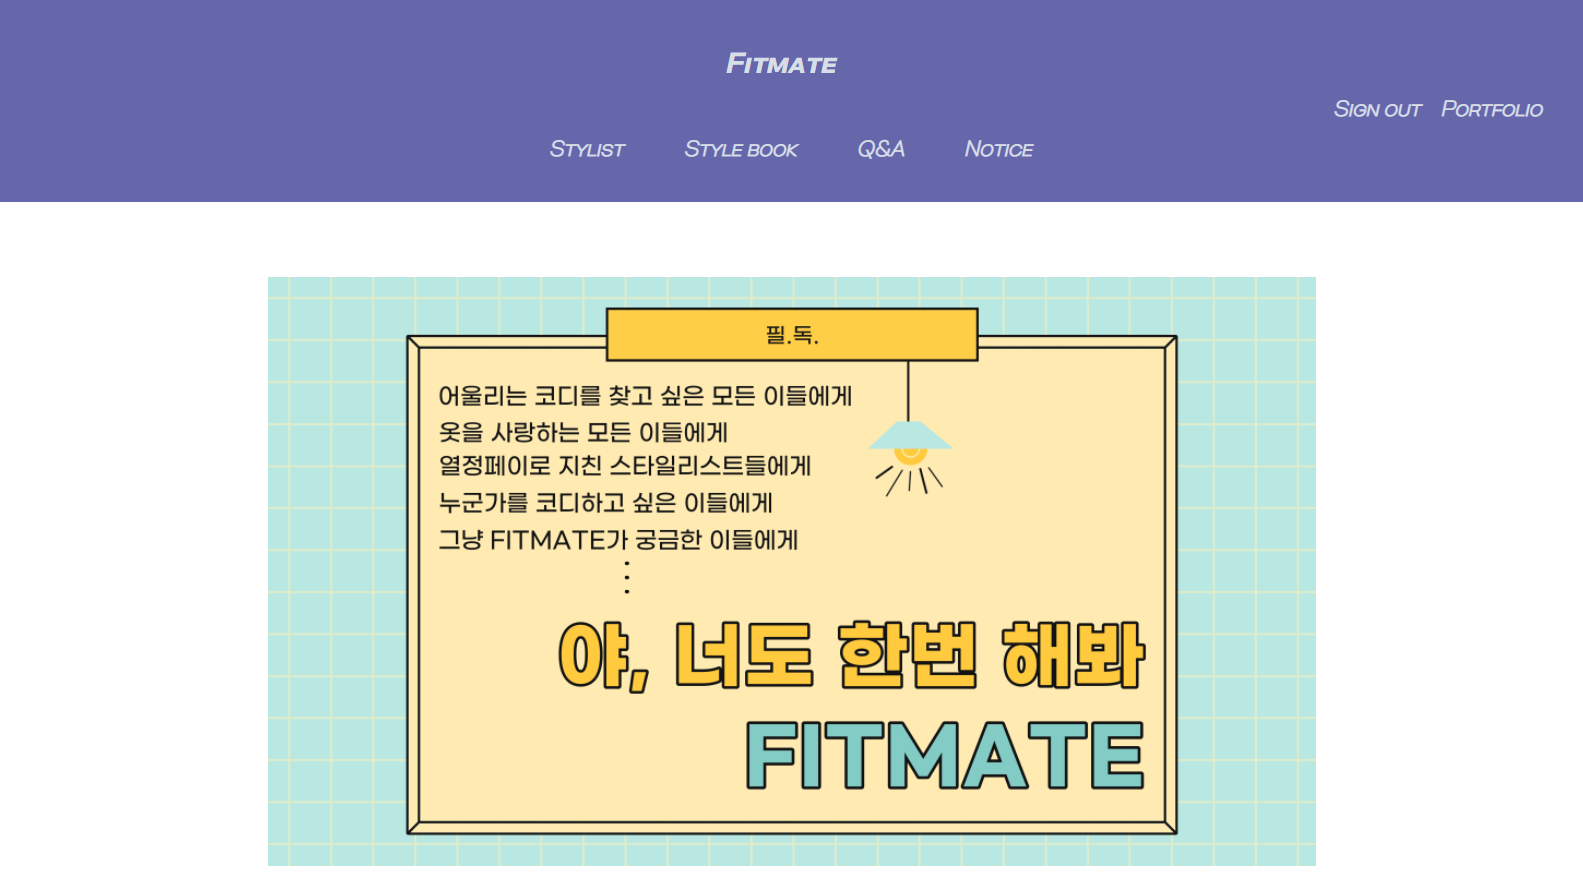 Fitmate
Sign out Portfolio
Stylist Style book Q&A Notice
필.독.
어울리는 코디를 찾고 싶은 모든 이들에게
옷을 사랑하는 모든 이들에게
열정페이로 지친 스타일리스트들에게
누군가를 코디하고 싶은 이들에게
그냥 FITMATE가 궁금한 이들에게
야, 너도 한번 해봐
FITMATE